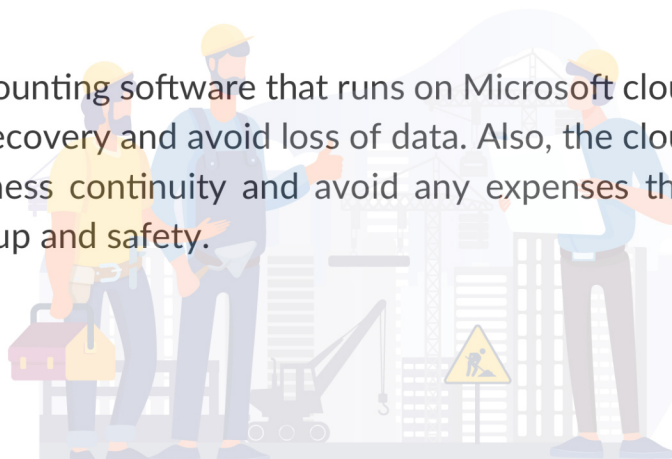 ounting software that runs on Microsoft clou
ecovery and avoid loss of data. Also, the clou
ness continuity and avoid any expenses th
up and safety.